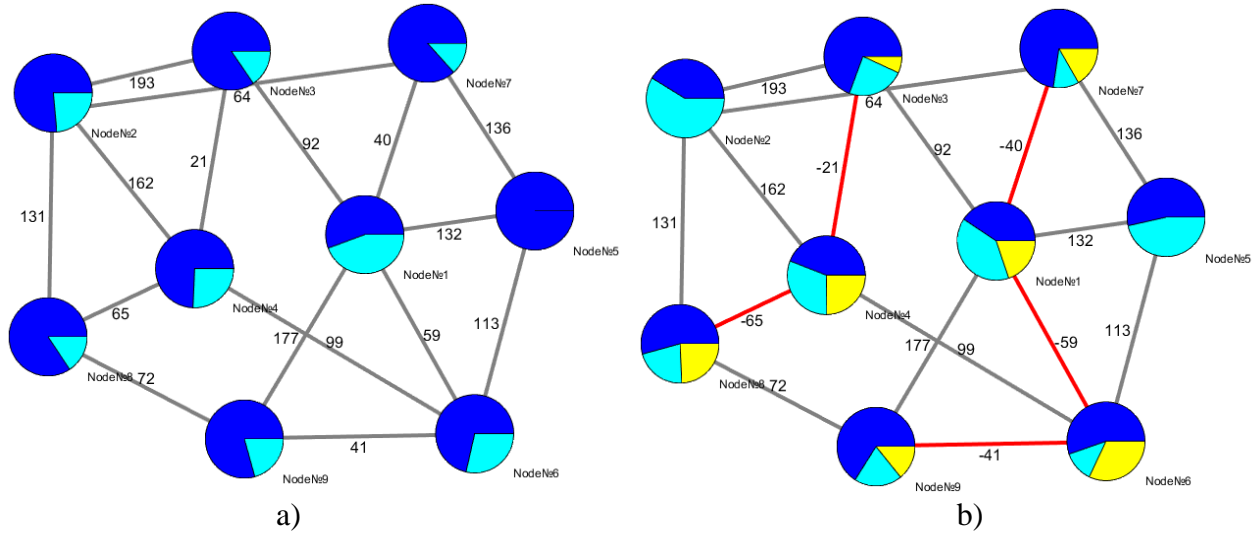 193
64
Node№3
Node№7
Node№2
136
92
40
21
162
131
132
Node№5
Node№1
Node№4
65
177
99
59
113
Node№8
72
41
Node№9
Node№6
a)
193
64
Node№3
Node№7
Node№2
136
92
-40
-21
162
131
132
Node№5
Node№1
Node№4
-65
177
99
-59
113
Node№8
72
-41
Node№9
Node№6
b)